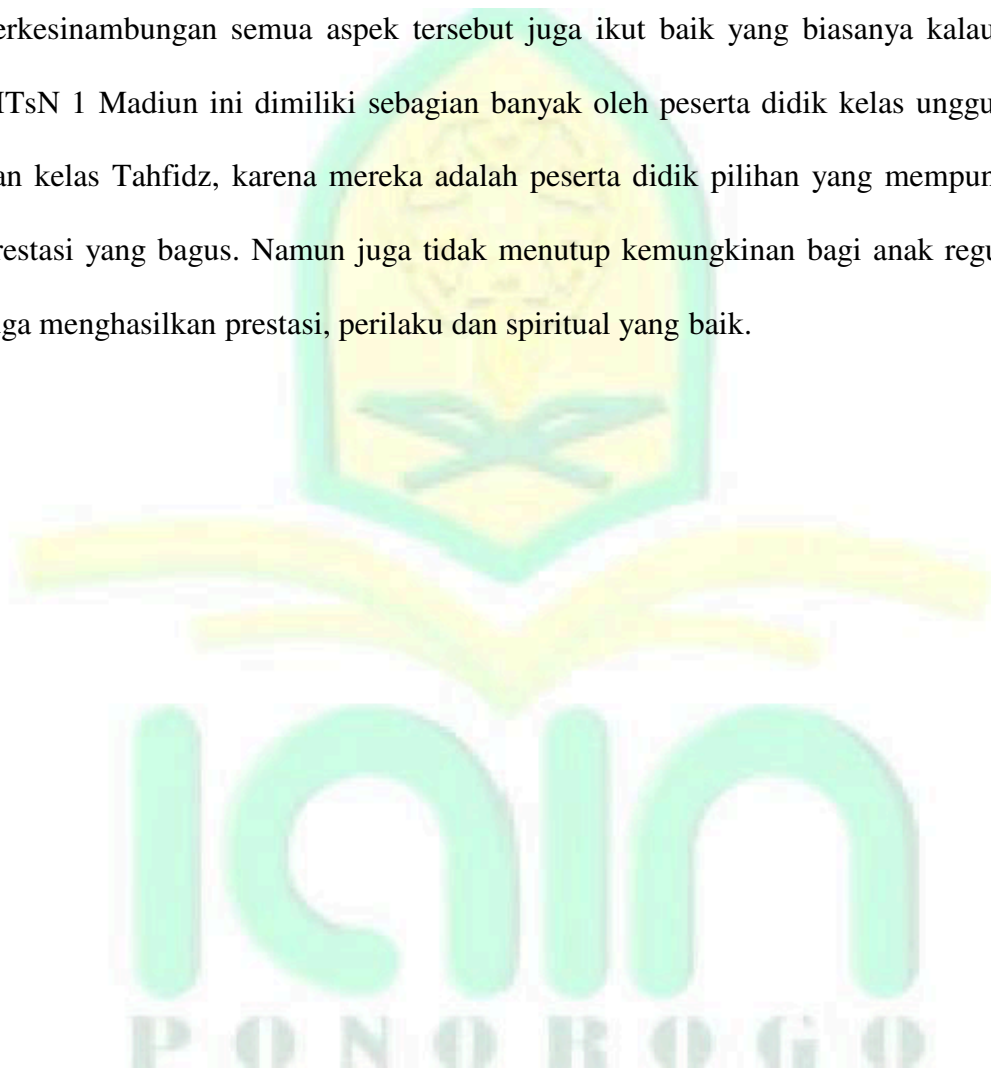 erkesinambungan semua aspek tersebut juga ikut baik yang biasanya kalau
ITsN 1 Madiun ini dimiliki sebagian banyak oleh peserta didik kelas unggu
an kelas Tahfidz, karena mereka adalah peserta didik pilihan yang mempun
restasi yang bagus. Namun juga tidak menutup kemungkinan bagi anak regu
ga menghasilkan prestasi, perilaku dan spiritual yang baik.
iain
PONOROGO